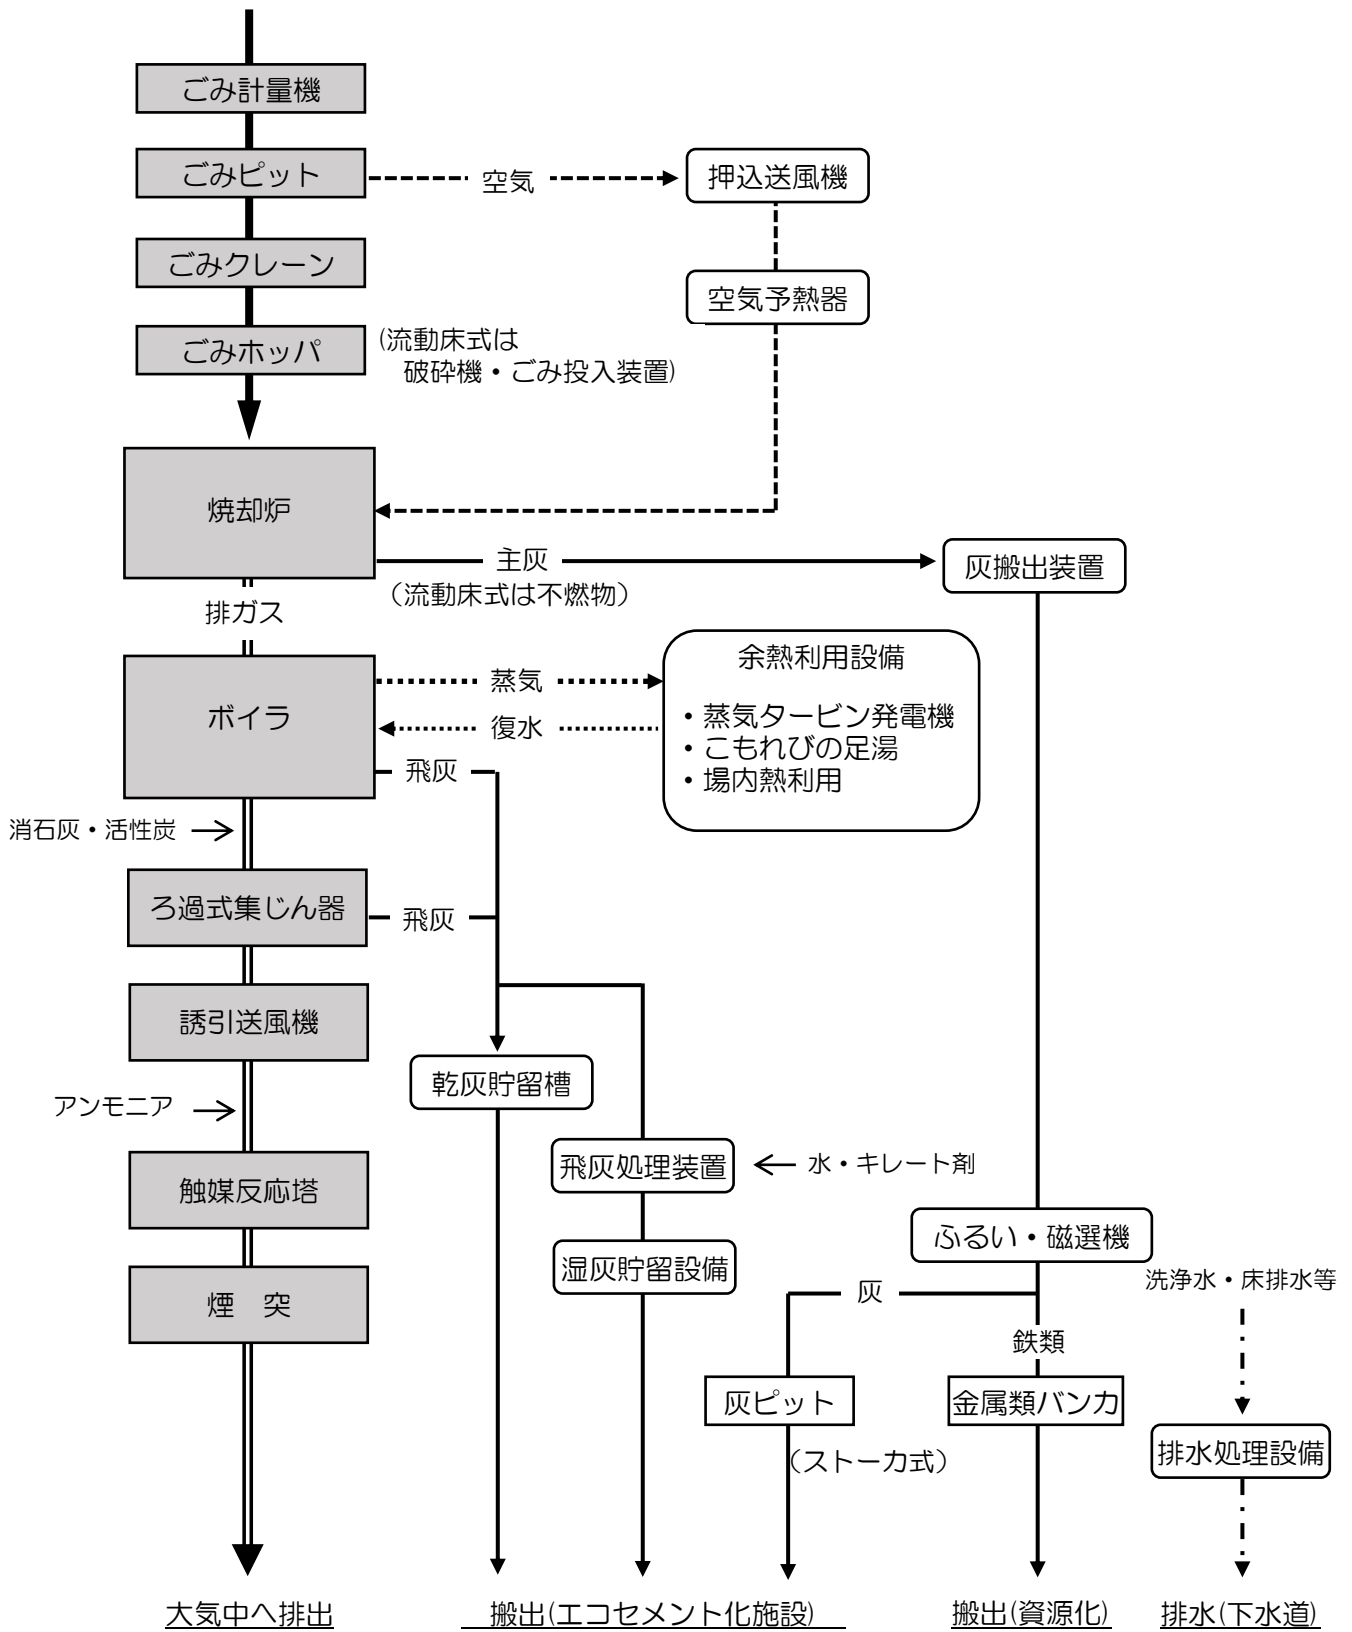 ごみ計量機
ごみピット
空気
押込送風機
ごみクレーン
空気予熱器
ごみホッパ
(流動床式は
破砕機・ごみ投入装置)
焼却炉
主灰
(流動床式は不燃物)
灰搬出装置
排ガス
ボイラ
蒸気
復水
飛灰
余熱利用設備
・蒸気タービン発電機
・こもれびの足湯
・場内熱利用
消石灰・活性炭
ろ過式集じん器
飛灰
誘引送風機
乾灰貯留槽
アンモニア
飛灰処理装置
水・キレート剤
触媒反応塔
ふるい・磁選機
湿灰貯留設備
洗浄水・床排水等
煙　突
灰
鉄類
灰ピット
金属類バンカ
(ストーカ式)
排水処理設備
大気中へ排出
搬出(エコセメント化施設)
搬出(資源化)
排水(下水道)